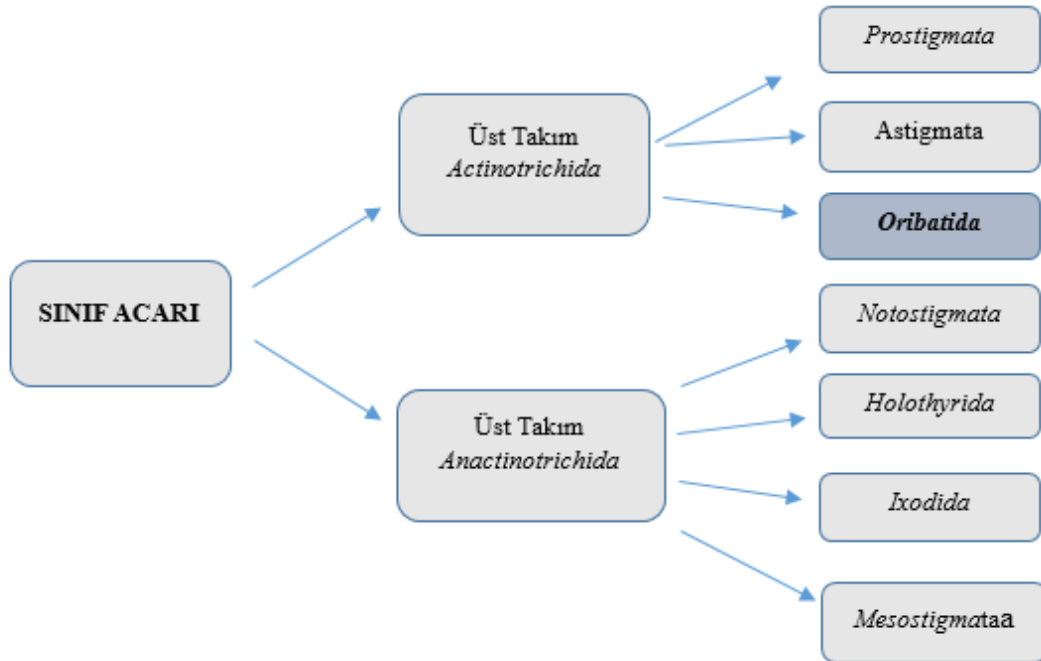 SINIF ACARI
Üst Takım
Actinotrichida
Prostigmata
Astigmata
Oribatida
Üst Takım
Anactinotrichida
Notostigmata
Holothyrida
Ixodida
Mesostigmataa